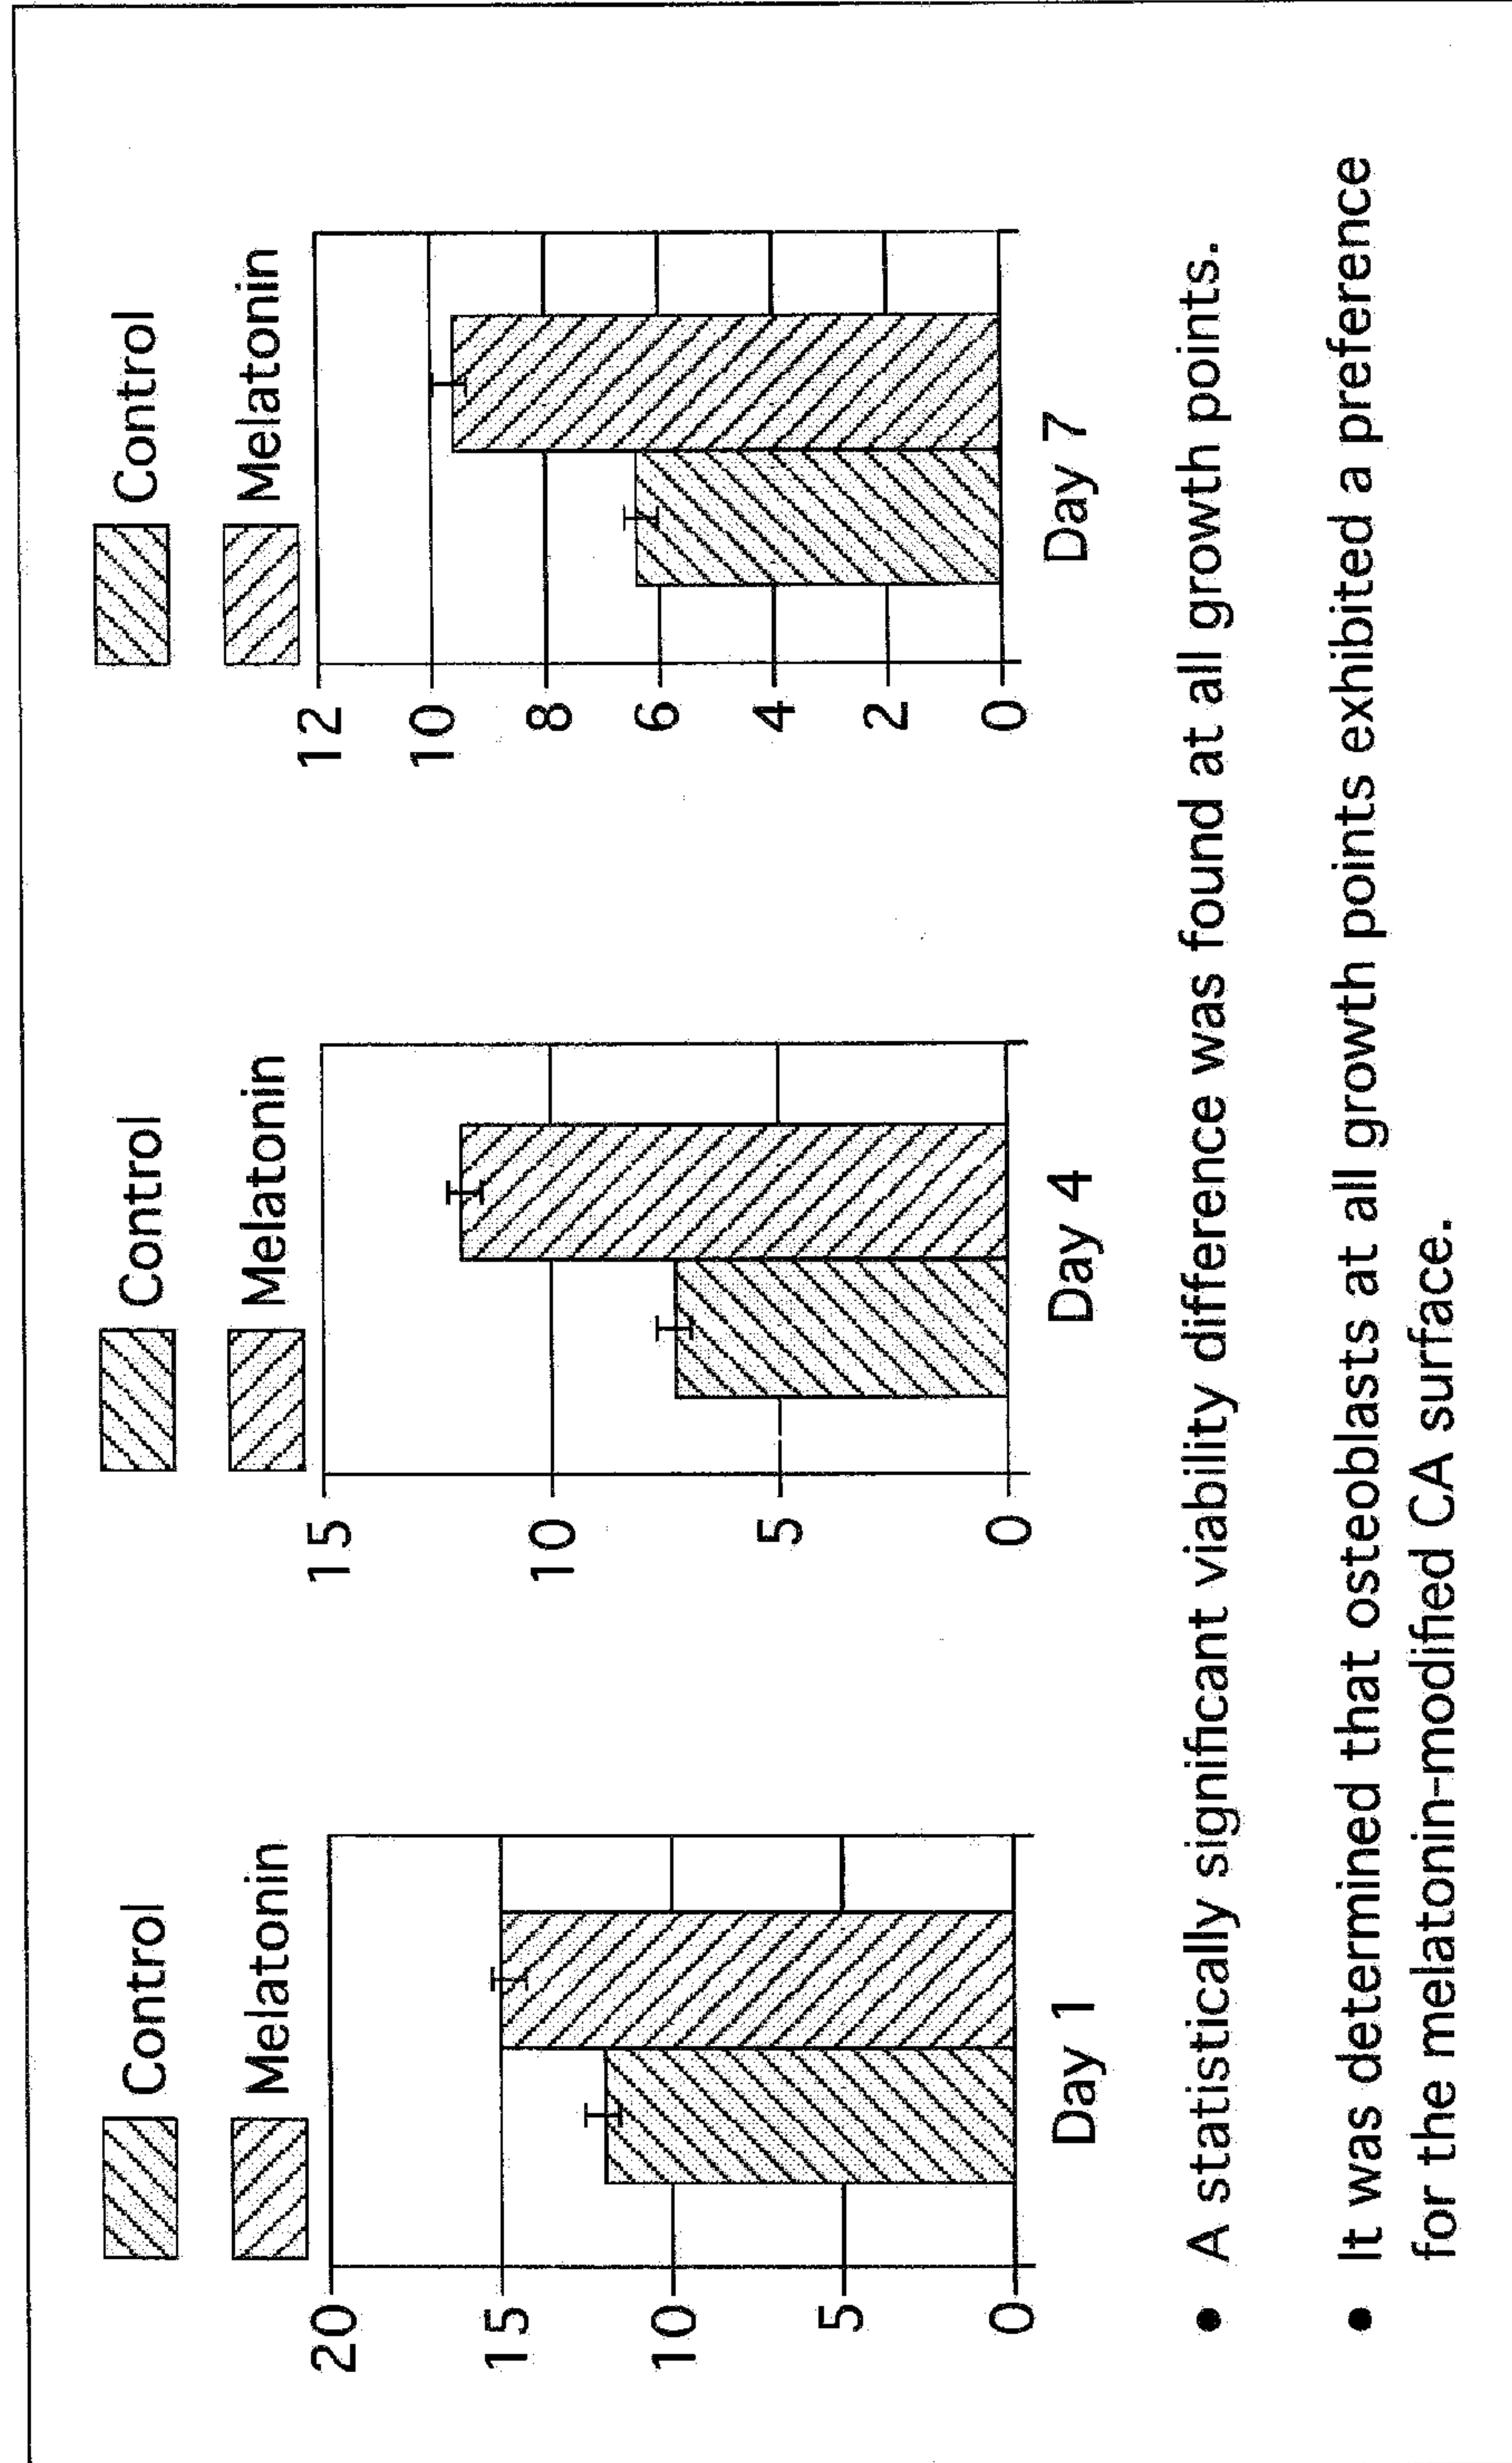 Control
Melatonin
20
15
10
5
0
Day 1
Control
Melatonin
15
10
5
0
Day 4
Control
Melatonin
12
10
8
6
4
2
0
Day 7
• A statistically significant viability difference was found at all growth points.
• It was determined that osteoblasts at all growth points exhibited a preference
for the melatonin-modified CA surface.